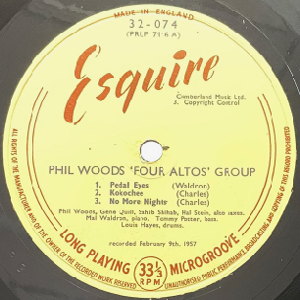 MADE IN ENGLAND
32-074
(PRLP 7116 A)
Esquire
Cumberland Music Ltd.
3. Copyright Control
PHIL WOODS 'FOUR ALTOS' GROUP
1. Pedal Eyes (Waldron)
2. Kokochee (Charles)
3. No More Nights (Charles)
Phil Woods, Gene Quill, Sahib Shihab, Hal Stein, alto saxes.
Mal Waldron, piano, Tommy Potter, bass,
Louis Hayes, drums.
recorded February 9th, 1957
LONG PLAYING 33⅓ RPM MICROGROOVE
ALL RIGHTS OF THE MANUFACTURERS AND OF THE OWNER OF THE RECORDED WORK RESERVED
UNAUTHORISED PUBLIC PERFORMANCE, BROADCASTING AND COPYING OF THIS RECORD PROHIBITED